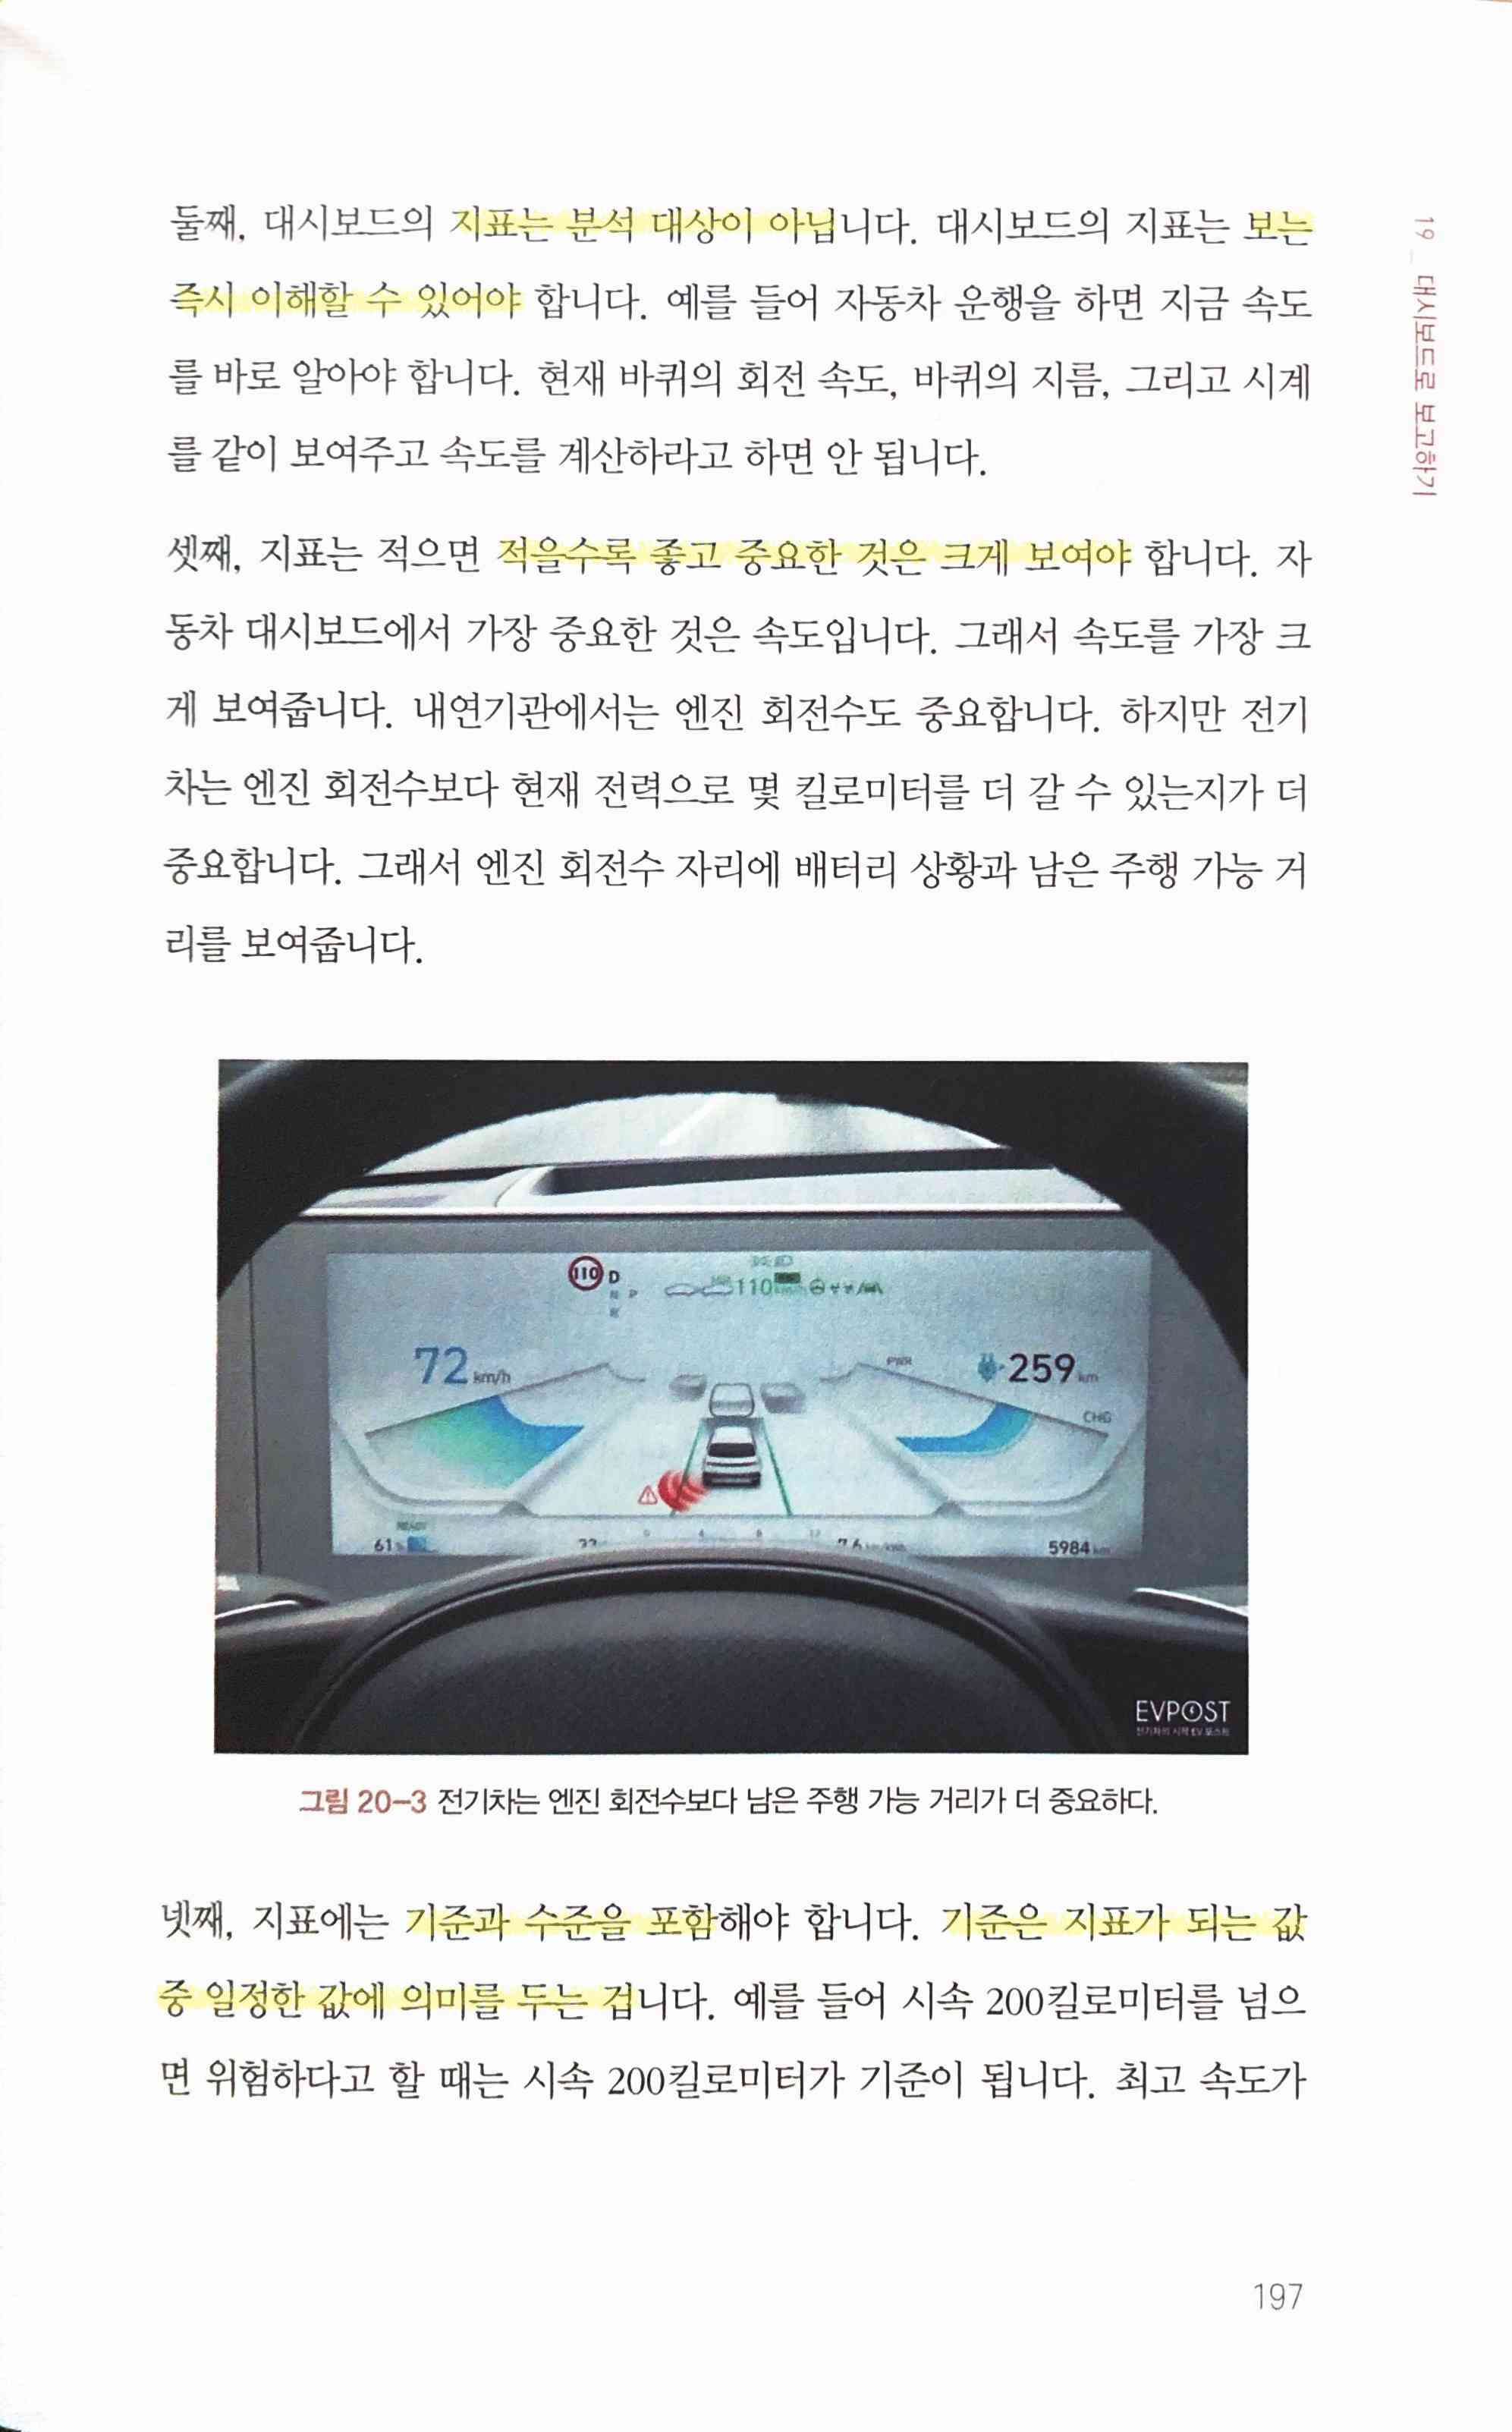 둘째, 대시보드의 지표는 분석 대상이 아닙니다. 대시보드의 지표는 보는
즉시 이해할 수 있어야 합니다. 예를 들어 자동차 운행을 하면 지금 속도
를 바로 알아야 합니다. 현재 바퀴의 회전 속도, 바퀴의 지름, 그리고 시계
를 같이 보여주고 속도를 계산하라고 하면 안 됩니다.
셋째, 지표는 적으면 적을수록 좋고 중요한 것은 크게 보여야 합니다. 자
동차 대시보드에서 가장 중요한 것은 속도입니다. 그래서 속도를 가장 크
게 보여줍니다. 내연기관에서는 엔진 회전수도 중요합니다. 하지만 전기
차는 엔진 회전수보다 현재 전력으로 몇 킬로미터를 더 갈 수 있는지가 더
중요합니다. 그래서 엔진 회전수 자리에 배터리 상황과 남은 주행 가능 거
리를 보여줍니다.
110 D
N P
R
110
72 km/h
PWR
259 km
CHG
READY
61 %
0 4 8 12
5984 km
EVPOST
전기차의 시작 EV 포스트
그림 20-3 전기차는 엔진 회전수보다 남은 주행 가능 거리가 더 중요하다.
넷째, 지표에는 기준과 수준을 포함해야 합니다. 기준은 지표가 되는 값
중 일정한 값에 의미를 두는 겁니다. 예를 들어 시속 200킬로미터를 넘으
면 위험하다고 할 때는 시속 200킬로미터가 기준이 됩니다. 최고 속도가
19_ 대시보드로 보고하기
197